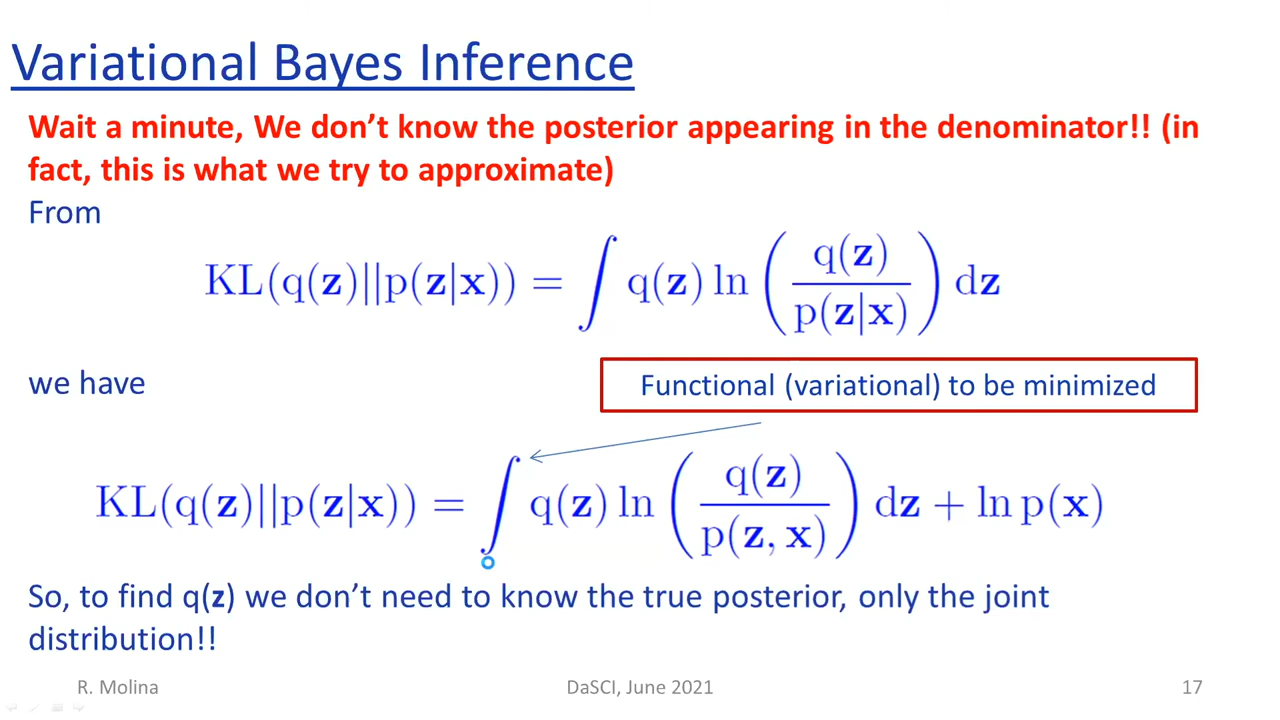 Variational Bayes Inference
Wait a minute, We don't know the posterior appearing in the denominator!! (in
fact, this is what we try to approximate)
From
KL(q(z)||p(z|x)) = ∫ q(z) ln ( q(z) / p(z|x) ) dz
we have
Functional (variational) to be minimized
KL(q(z)||p(z|x)) = ∫ q(z) ln ( q(z) / p(z, x) ) dz + ln p(x)
So, to find q(z) we don't need to know the true posterior, only the joint
distribution!!
R. Molina
DaSCI, June 2021
17